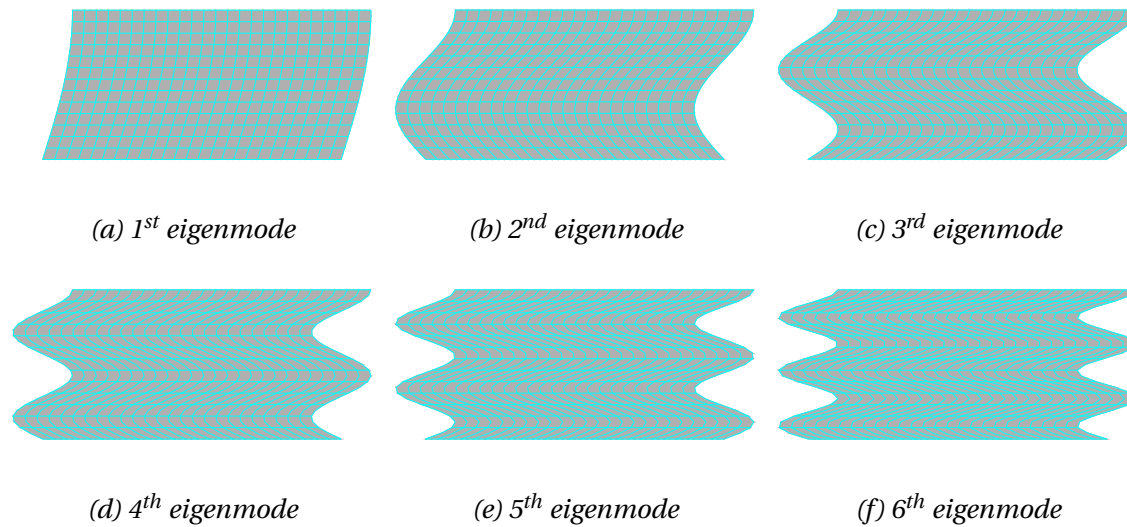 (a) 1st eigenmode
(b) 2nd eigenmode
(c) 3rd eigenmode
(d) 4th eigenmode
(e) 5th eigenmode
(f) 6th eigenmode